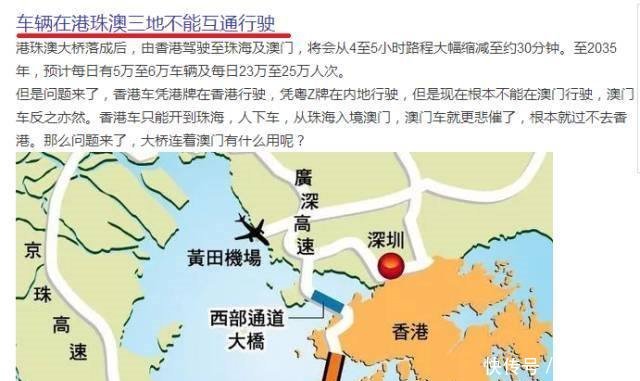 车辆在港珠澳三地不能互通行驶
港珠澳大桥落成后，由香港驾驶至珠海及澳门，将会从4至5小时路程大幅缩减至约30分钟。至2035
年，预计每日有5万至6万车辆及每日23万至25万人次。
但是问题来了，香港车凭港牌在香港行驶，凭粤Z牌在内地行驶，但是现在根本不能在澳门行驶，澳门
车反之亦然。香港车只能开到珠海，人下车，从珠海入境澳门，澳门车就更悲催了，根本就过不去香
港。那么问题来了，大桥连着澳门有什么用呢？
廣深高速
黃田機場
深圳
京珠高速
西部通道
大橋
香港
快传号